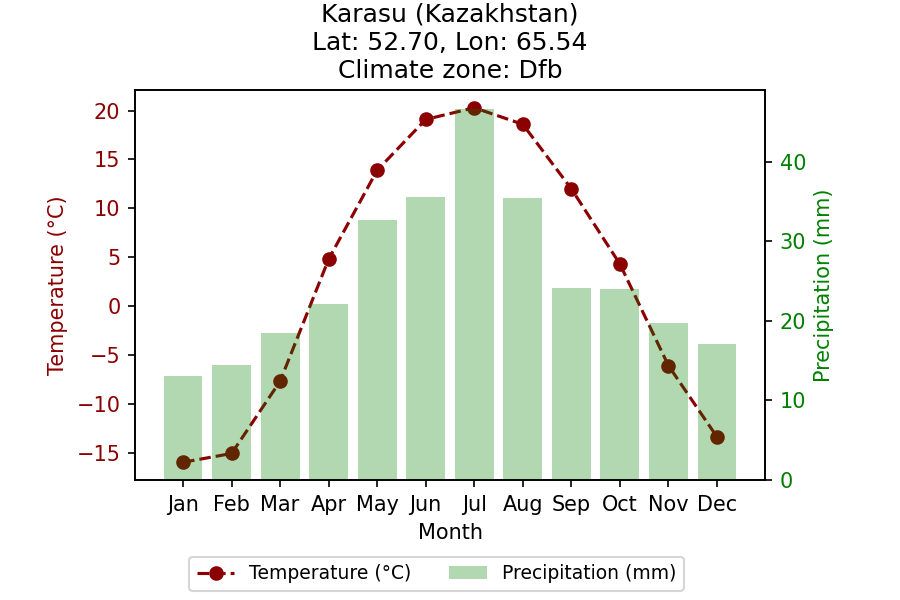 Karasu (Kazakhstan)
Lat: 52.70, Lon: 65.54
Climate zone: Dfb
Temperature (°C)
20
15
10
5
0
−5
−10
−15
40
30
20
10
0
Precipitation (mm)
Jan Feb Mar Apr May Jun Jul Aug Sep Oct Nov Dec
Month
Temperature (°C) Precipitation (mm)